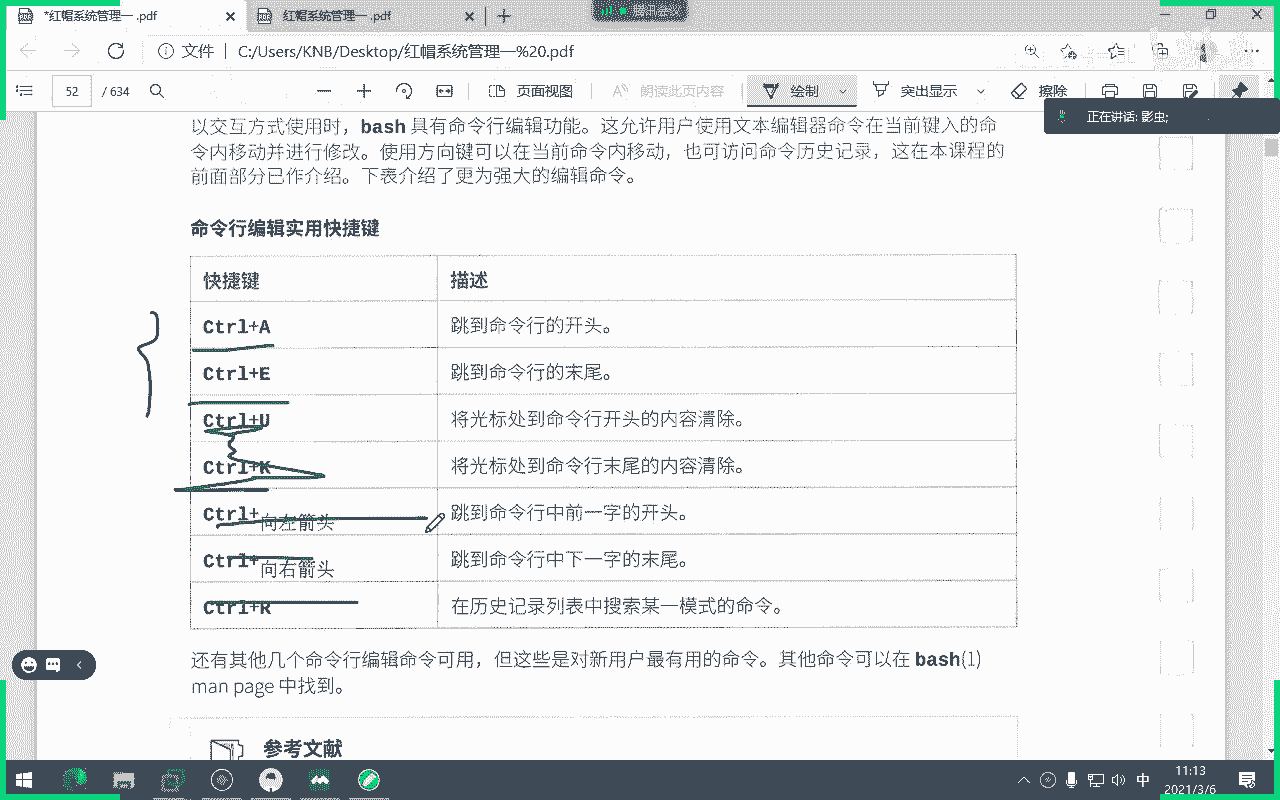 *红帽系统管理一 .pdf
红帽系统管理一 .pdf
文件
C:/Users/KNB/Desktop/红帽系统管理一%20.pdf
52 / 634
页面视图
朗读此页内容
绘制
突出显示
擦除
正在讲话: 影虫;
以交互方式使用时，bash 具有命令行编辑功能。这允许用户使用文本编辑器命令在当前键入的命
令内移动并进行修改。使用方向键可以在当前命令内移动，也可访问命令历史记录，这在本课程的
前面部分已作介绍。下表介绍了更为强大的编辑命令。
命令行编辑实用快捷键
快捷键 描述
Ctrl+A 跳到命令行的开头。
Ctrl+E 跳到命令行的末尾。
Ctrl+U 将光标处到命令行开头的内容清除。
Ctrl+K 将光标处到命令行末尾的内容清除。
Ctrl+向左箭头 跳到命令行中前一字的开头。
Ctrl+向右箭头 跳到命令行中下一字的末尾。
Ctrl+R 在历史记录列表中搜索某一模式的命令。
还有其他几个命令行编辑命令可用，但这些是对新用户最有用的命令。其他命令可以在 bash(1)
man page 中找到。
参考文献
中
11:13
2021/3/6